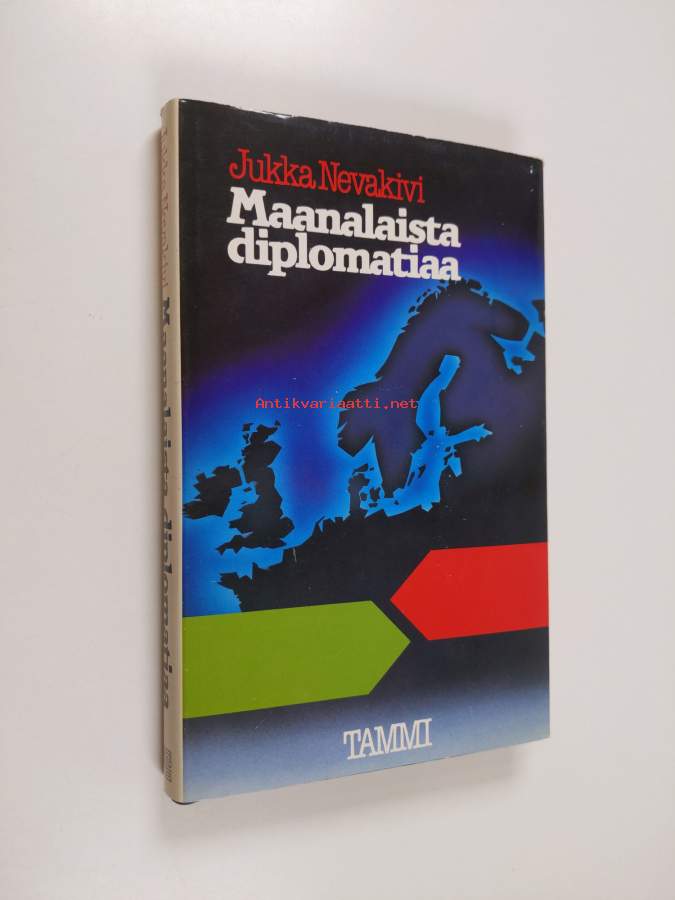 Jukka Nevakivi
Maanalaista
diplomatiaa
Antikvariaatti.net
TAMMI
Jukka Nevakivi Maanalaista diplomatiaa